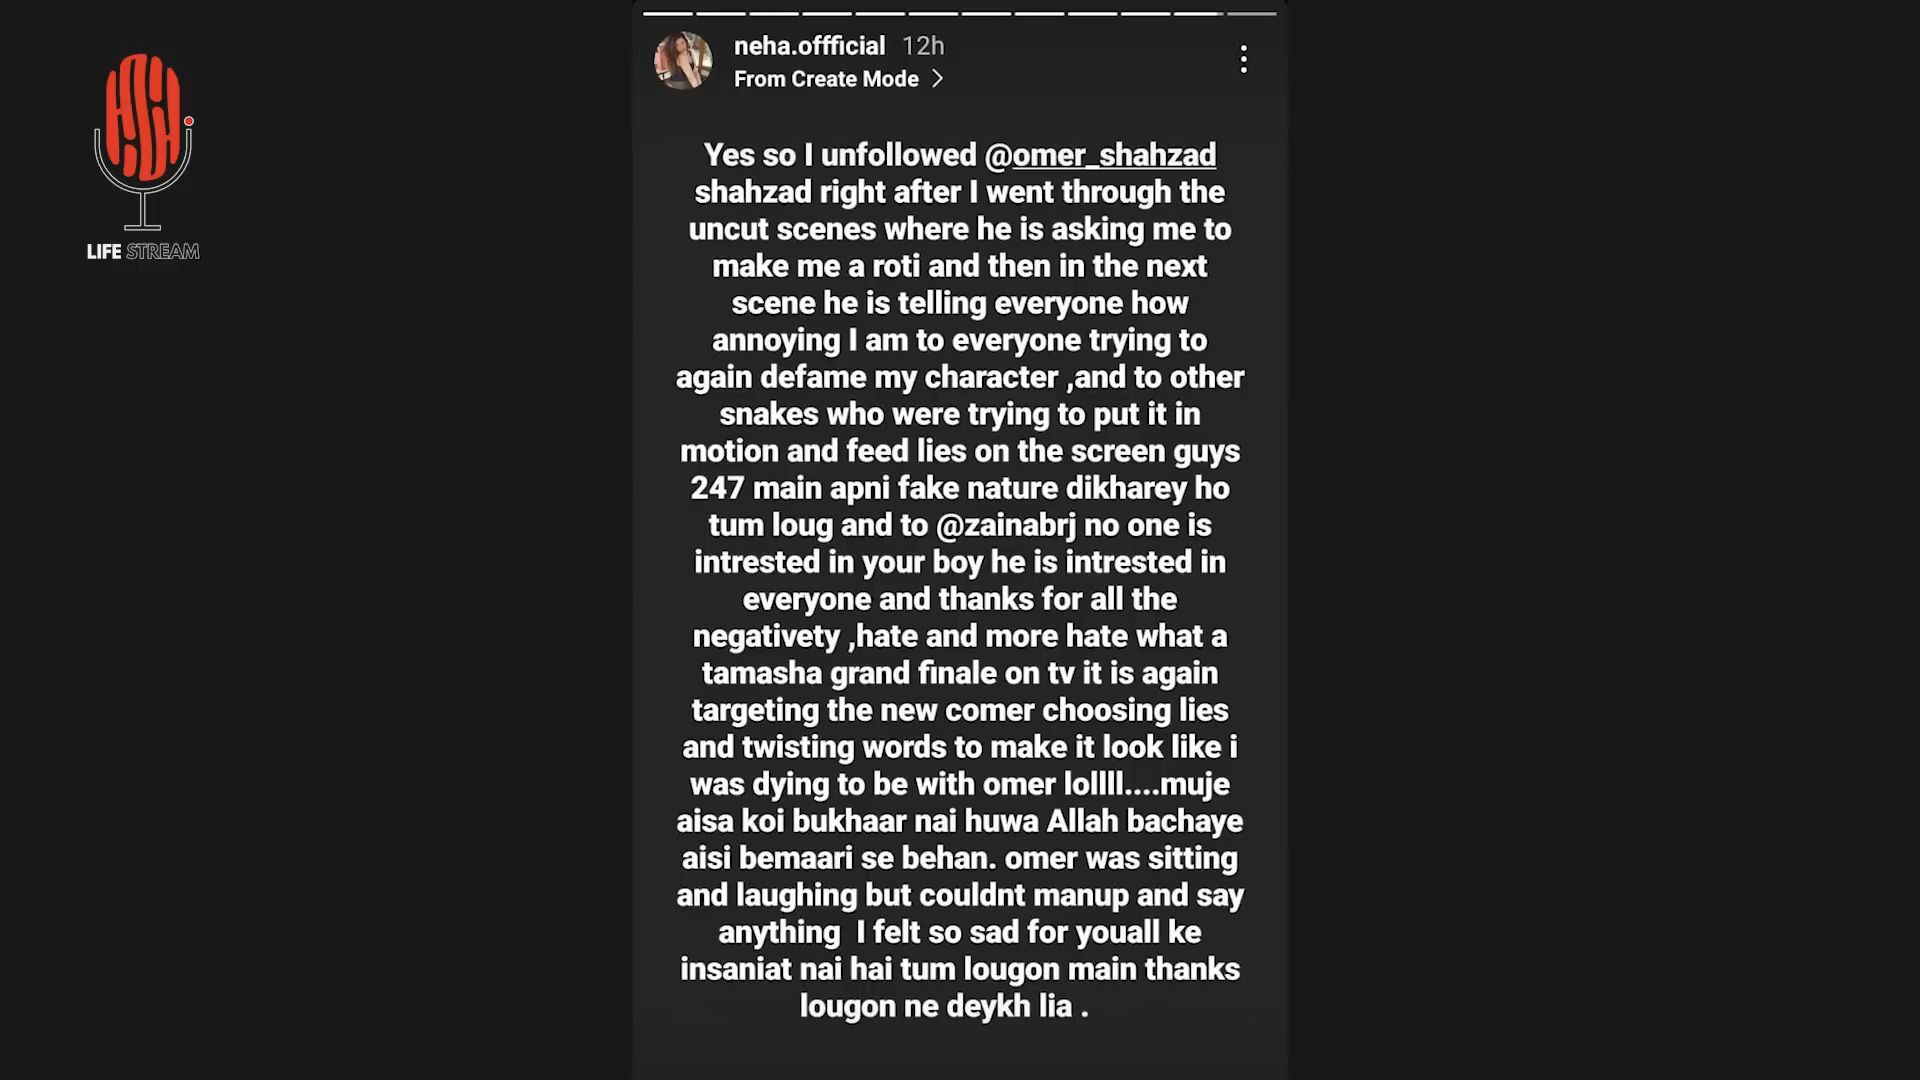 HSH
LIFE STREAM
neha.offficial 12h
From Create Mode
Yes so I unfollowed @omer_shahzad
shahzad right after I went through the
uncut scenes where he is asking me to
make me a roti and then in the next
scene he is telling everyone how
annoying I am to everyone trying to
again defame my character ,and to other
snakes who were trying to put it in
motion and feed lies on the screen guys
247 main apni fake nature dikharey ho
tum loug and to @zainabrj no one is
intrested in your boy he is intrested in
everyone and thanks for all the
negativety ,hate and more hate what a
tamasha grand finale on tv it is again
targeting the new comer choosing lies
and twisting words to make it look like i
was dying to be with omer lollll....muje
aisa koi bukhaar nai huwa Allah bachaye
aisi bemaari se behan. omer was sitting
and laughing but couldnt manup and say
anything  I felt so sad for youall ke
insaniat nai hai tum lougon main thanks
lougon ne deykh lia .